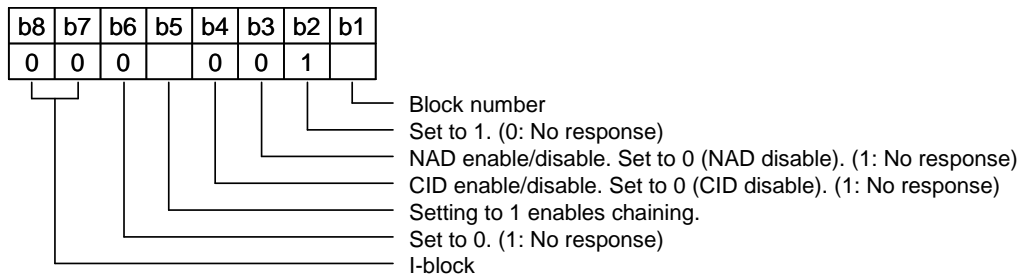 b8 b7 b6 b5 b4 b3 b2 b1
0 0 0 0 0 1
Block number
Set to 1. (0: No response)
NAD enable/disable. Set to 0 (NAD disable). (1: No response)
CID enable/disable. Set to 0 (CID disable). (1: No response)
Setting to 1 enables chaining.
Set to 0. (1: No response)
I-block